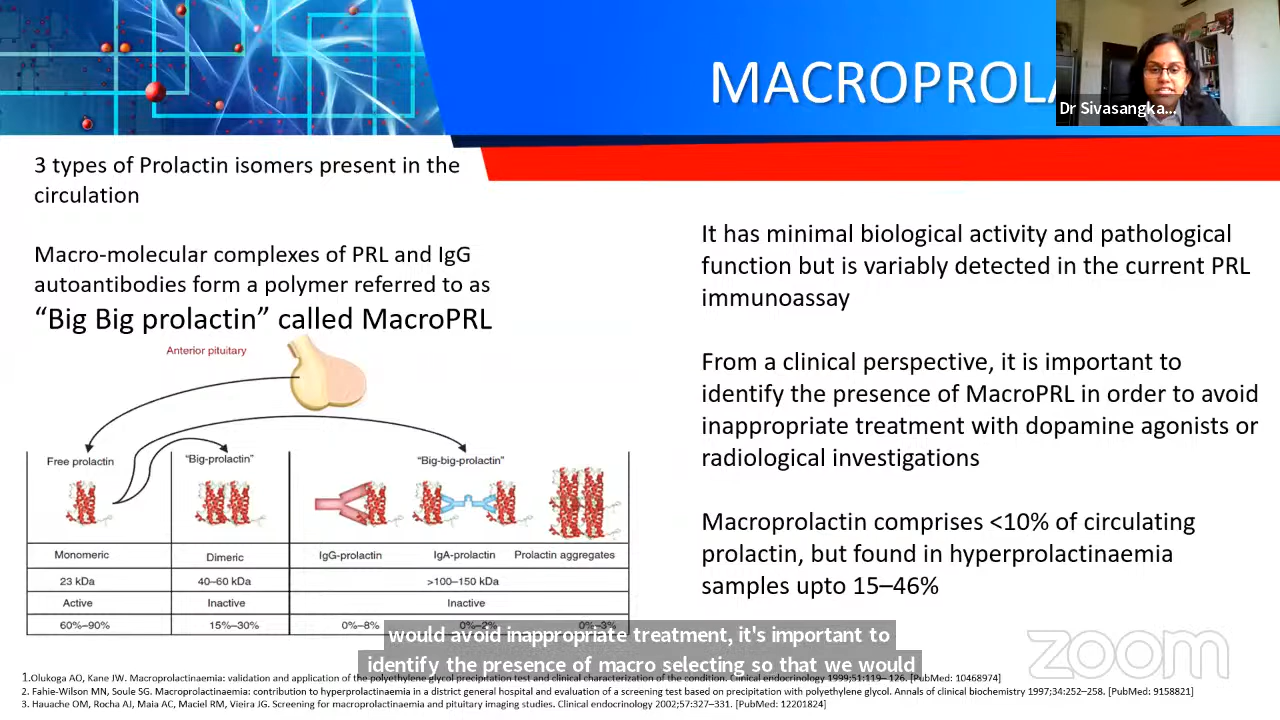 MACROPROLA
Dr Sivasangka...
3 types of Prolactin isomers present in the
circulation
Macro-molecular complexes of PRL and IgG
autoantibodies form a polymer referred to as
“Big Big prolactin” called MacroPRL
Anterior pituitary
Free prolactin
“Big-prolactin”
“Big-big-prolactin”
Monomeric
Dimeric
IgG-prolactin
IgA-prolactin
Prolactin aggregates
23 kDa
40–60 kDa
>100–150 kDa
Active
Inactive
Inactive
60%–90%
15%–30%
0%–8%
0%–2%
0%–3%
It has minimal biological activity and pathological
function but is variably detected in the current PRL
immunoassay
From a clinical perspective, it is important to
identify the presence of MacroPRL in order to avoid
inappropriate treatment with dopamine agonists or
radiological investigations
Macroprolactin comprises <10% of circulating
prolactin, but found in hyperprolactinaemia
samples upto 15–46%
would avoid inappropriate treatment, it's important to
identify the presence of macro selecting so that we would
zoom
1.Olukoga AO, Kane JW. Macroprolactinaemia: validation and application of the polyethylene glycol precipitation test and clinical characterization of the condition. Clinical endocrinology 1999;51:119– 126. [PubMed: 10468974]
2. Fahie-Wilson MN, Soule SG. Macroprolactinaemia: contribution to hyperprolactinaemia in a district general hospital and evaluation of a screening test based on precipitation with polyethylene glycol. Annals of clinical biochemistry 1997;34:252–258. [PubMed: 9158821]
3. Hauache OM, Rocha AJ, Maia AC, Maciel RM, Vieira JG. Screening for macroprolactinaemia and pituitary imaging studies. Clinical endocrinology 2002;57:327–331. [PubMed: 12201824]